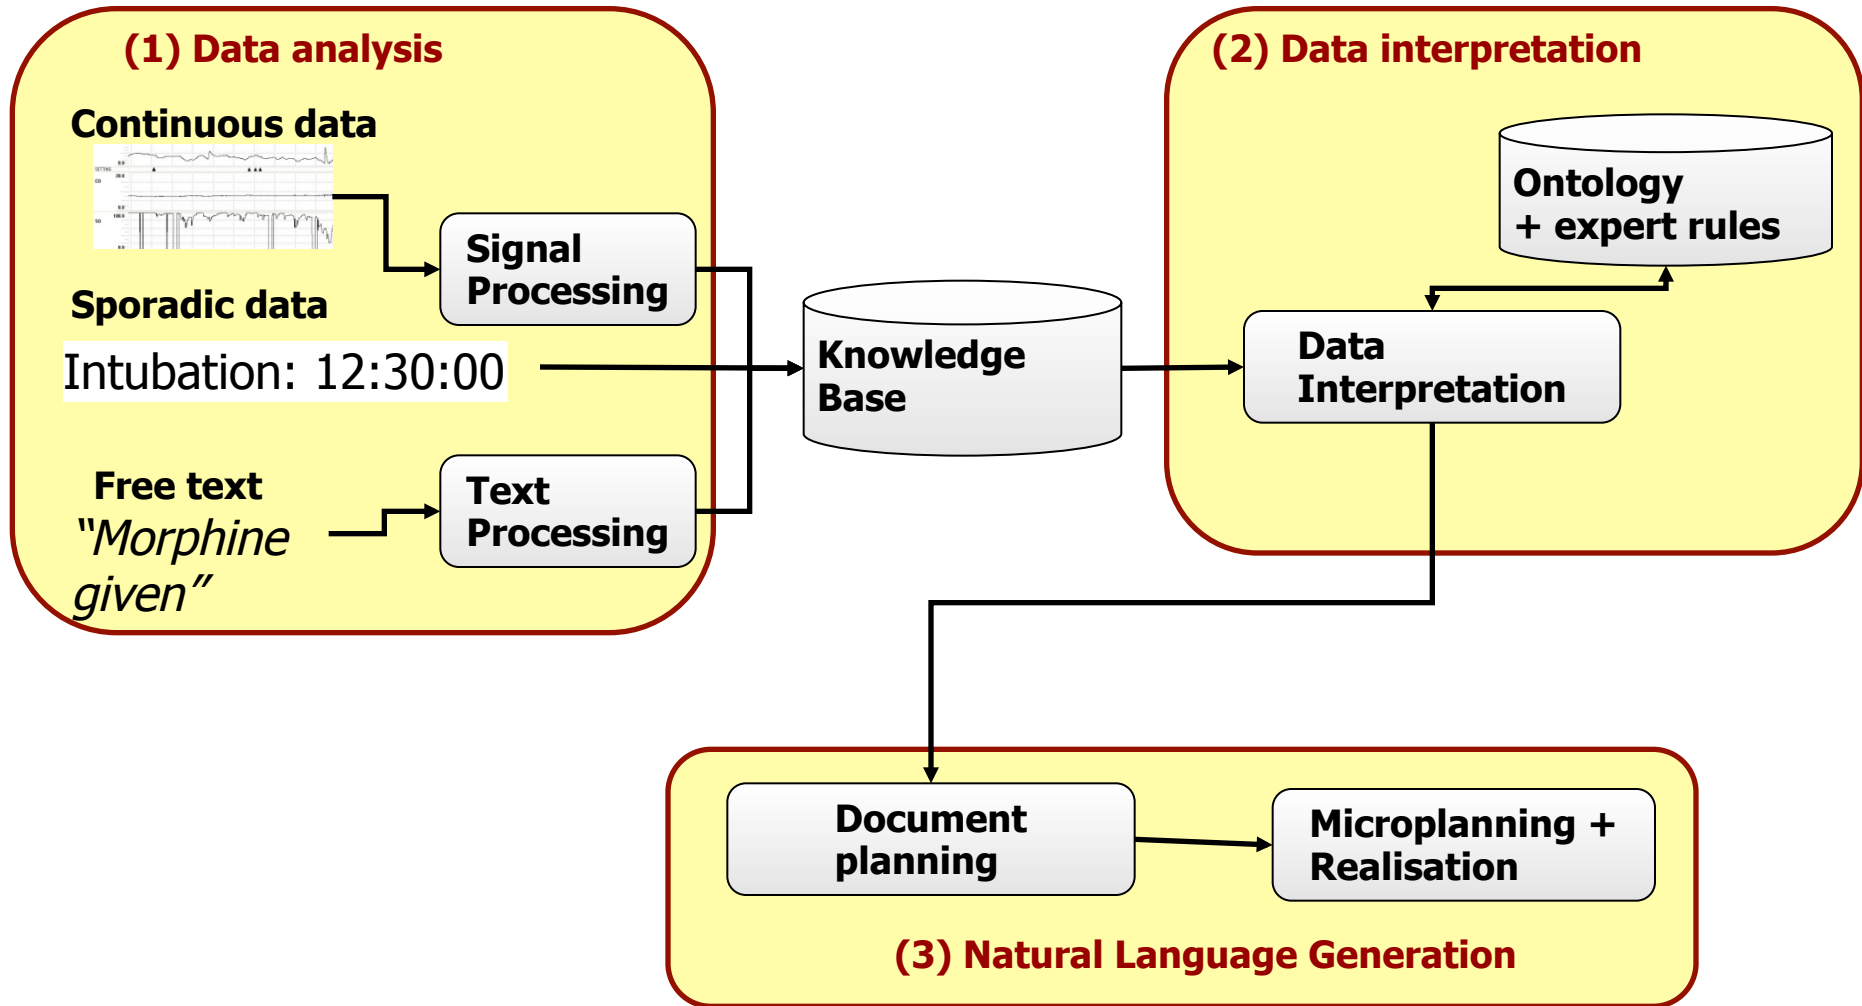 (1) Data analysis
Continuous data
Signal
Processing
Sporadic data
Intubation: 12:30:00
Free text
“Morphine
given”
Text
Processing
Knowledge
Base
(2) Data interpretation
Ontology
+ expert rules
Data
Interpretation
Document
planning
Microplanning +
Realisation
(3) Natural Language Generation